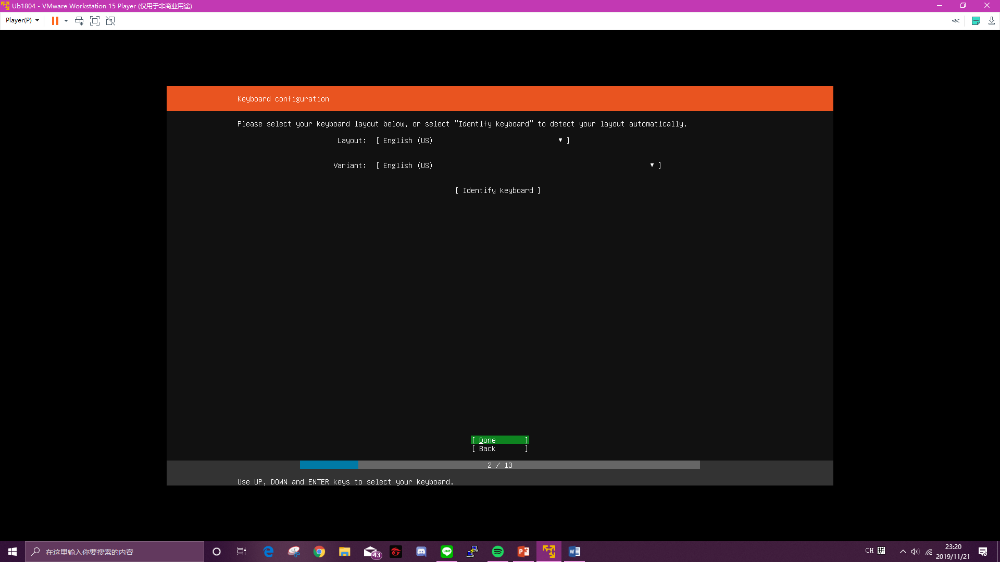 Ub1804 - VMware Workstation 15 Player (仅用于非商业用途)
Player(P)
Keyboard configuration
Please select your keyboard layout below, or select "Identify keyboard" to detect your layout automatically.
Layout: [ English (US) ▼ ]
Variant: [ English (US) ▼ ]
[ Identify keyboard ]
[ Done ]
[ Back ]
2 / 13
Use UP, DOWN and ENTER keys to select your keyboard.
在这里输入你要搜索的内容
43
LINE
CH 拼
23:20
2019/11/21